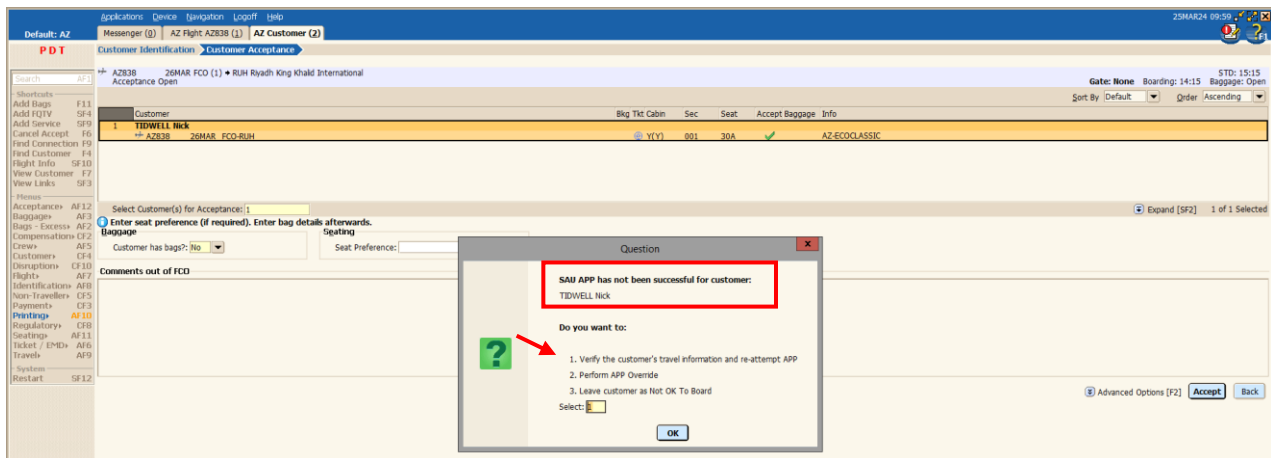 Applications Device Navigation Logoff Help
25MAR24 09:59
Default: AZ
Messenger (0) AZ Flight AZ838 (1) AZ Customer (2)
F1
PDT
Customer Identification Customer Acceptance
Search AF1
AZ838 26MAR FCO (1) → RUH Riyadh King Khalid International
STD: 15:15
Acceptance Open
Gate: None Boarding: 14:15 Baggage: Open
Sort By Default Order Ascending
Shortcuts
Add Bags F11
Add FQTV SF4
Add Service SF9
Cancel Accept F6
Find Connection F9
Find Customer F4
Flight Info SF10
View Customer F7
View Links SF3
Menus
Acceptance» AF12
Baggage» AF3
Bags - Excess» AF2
Compensation» CF2
Crew» AF5
Customer» CF4
Disruption» CF10
Flight» AF7
Identification» AF8
Non-Traveller» CF5
Payment» CF3
Printing» AF10
Regulatory» CF8
Seating» AF11
Ticket / EMD» AF6
Travel» AF9
System
Restart SF12
Customer Bkg Tkt Cabin Sec Seat Accept Baggage Info
1 TIDWELL Nick
AZ838 26MAR FCO-RUH Y(Y) 001 30A AZ-ECOCLASSIC
Select Customer(s) for Acceptance: 1
Expand [SF2] 1 of 1 Selected
Enter seat preference (if required). Enter bag details afterwards.
Baggage Seating
Customer has bags?: No Seat Preference:
Comments out of FCO
Question
x
SAU APP has not been successful for customer:
TIDWELL Nick
Do you want to:
?
1. Verify the customer's travel information and re-attempt APP
2. Perform APP Override
3. Leave customer as Not OK To Board
Select: 1
OK
Advanced Options [F2] Accept Back